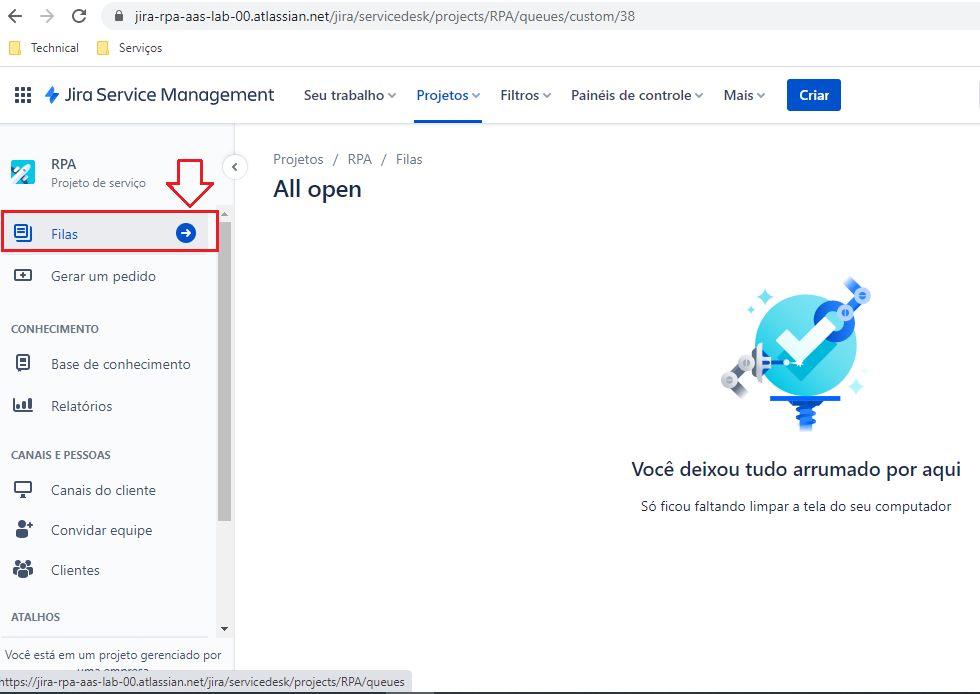 jira-rpa-aas-lab-00.atlassian.net/jira/servicedesk/projects/RPA/queues/custom/38
Technical Serviços
Jira Service Management Seu trabalho Projetos Filtros Painéis de controle Mais Criar
RPA
Projeto de serviço
Projetos / RPA / Filas
All open
Filas
Gerar um pedido
CONHECIMENTO
Base de conhecimento
Relatórios
CANAIS E PESSOAS
Canais do cliente
Convidar equipe
Clientes
ATALHOS
Você está em um projeto gerenciado por
uma empresa
Você deixou tudo arrumado por aqui
Só ficou faltando limpar a tela do seu computador
https://jira-rpa-aas-lab-00.atlassian.net/jira/servicedesk/projects/RPA/queues